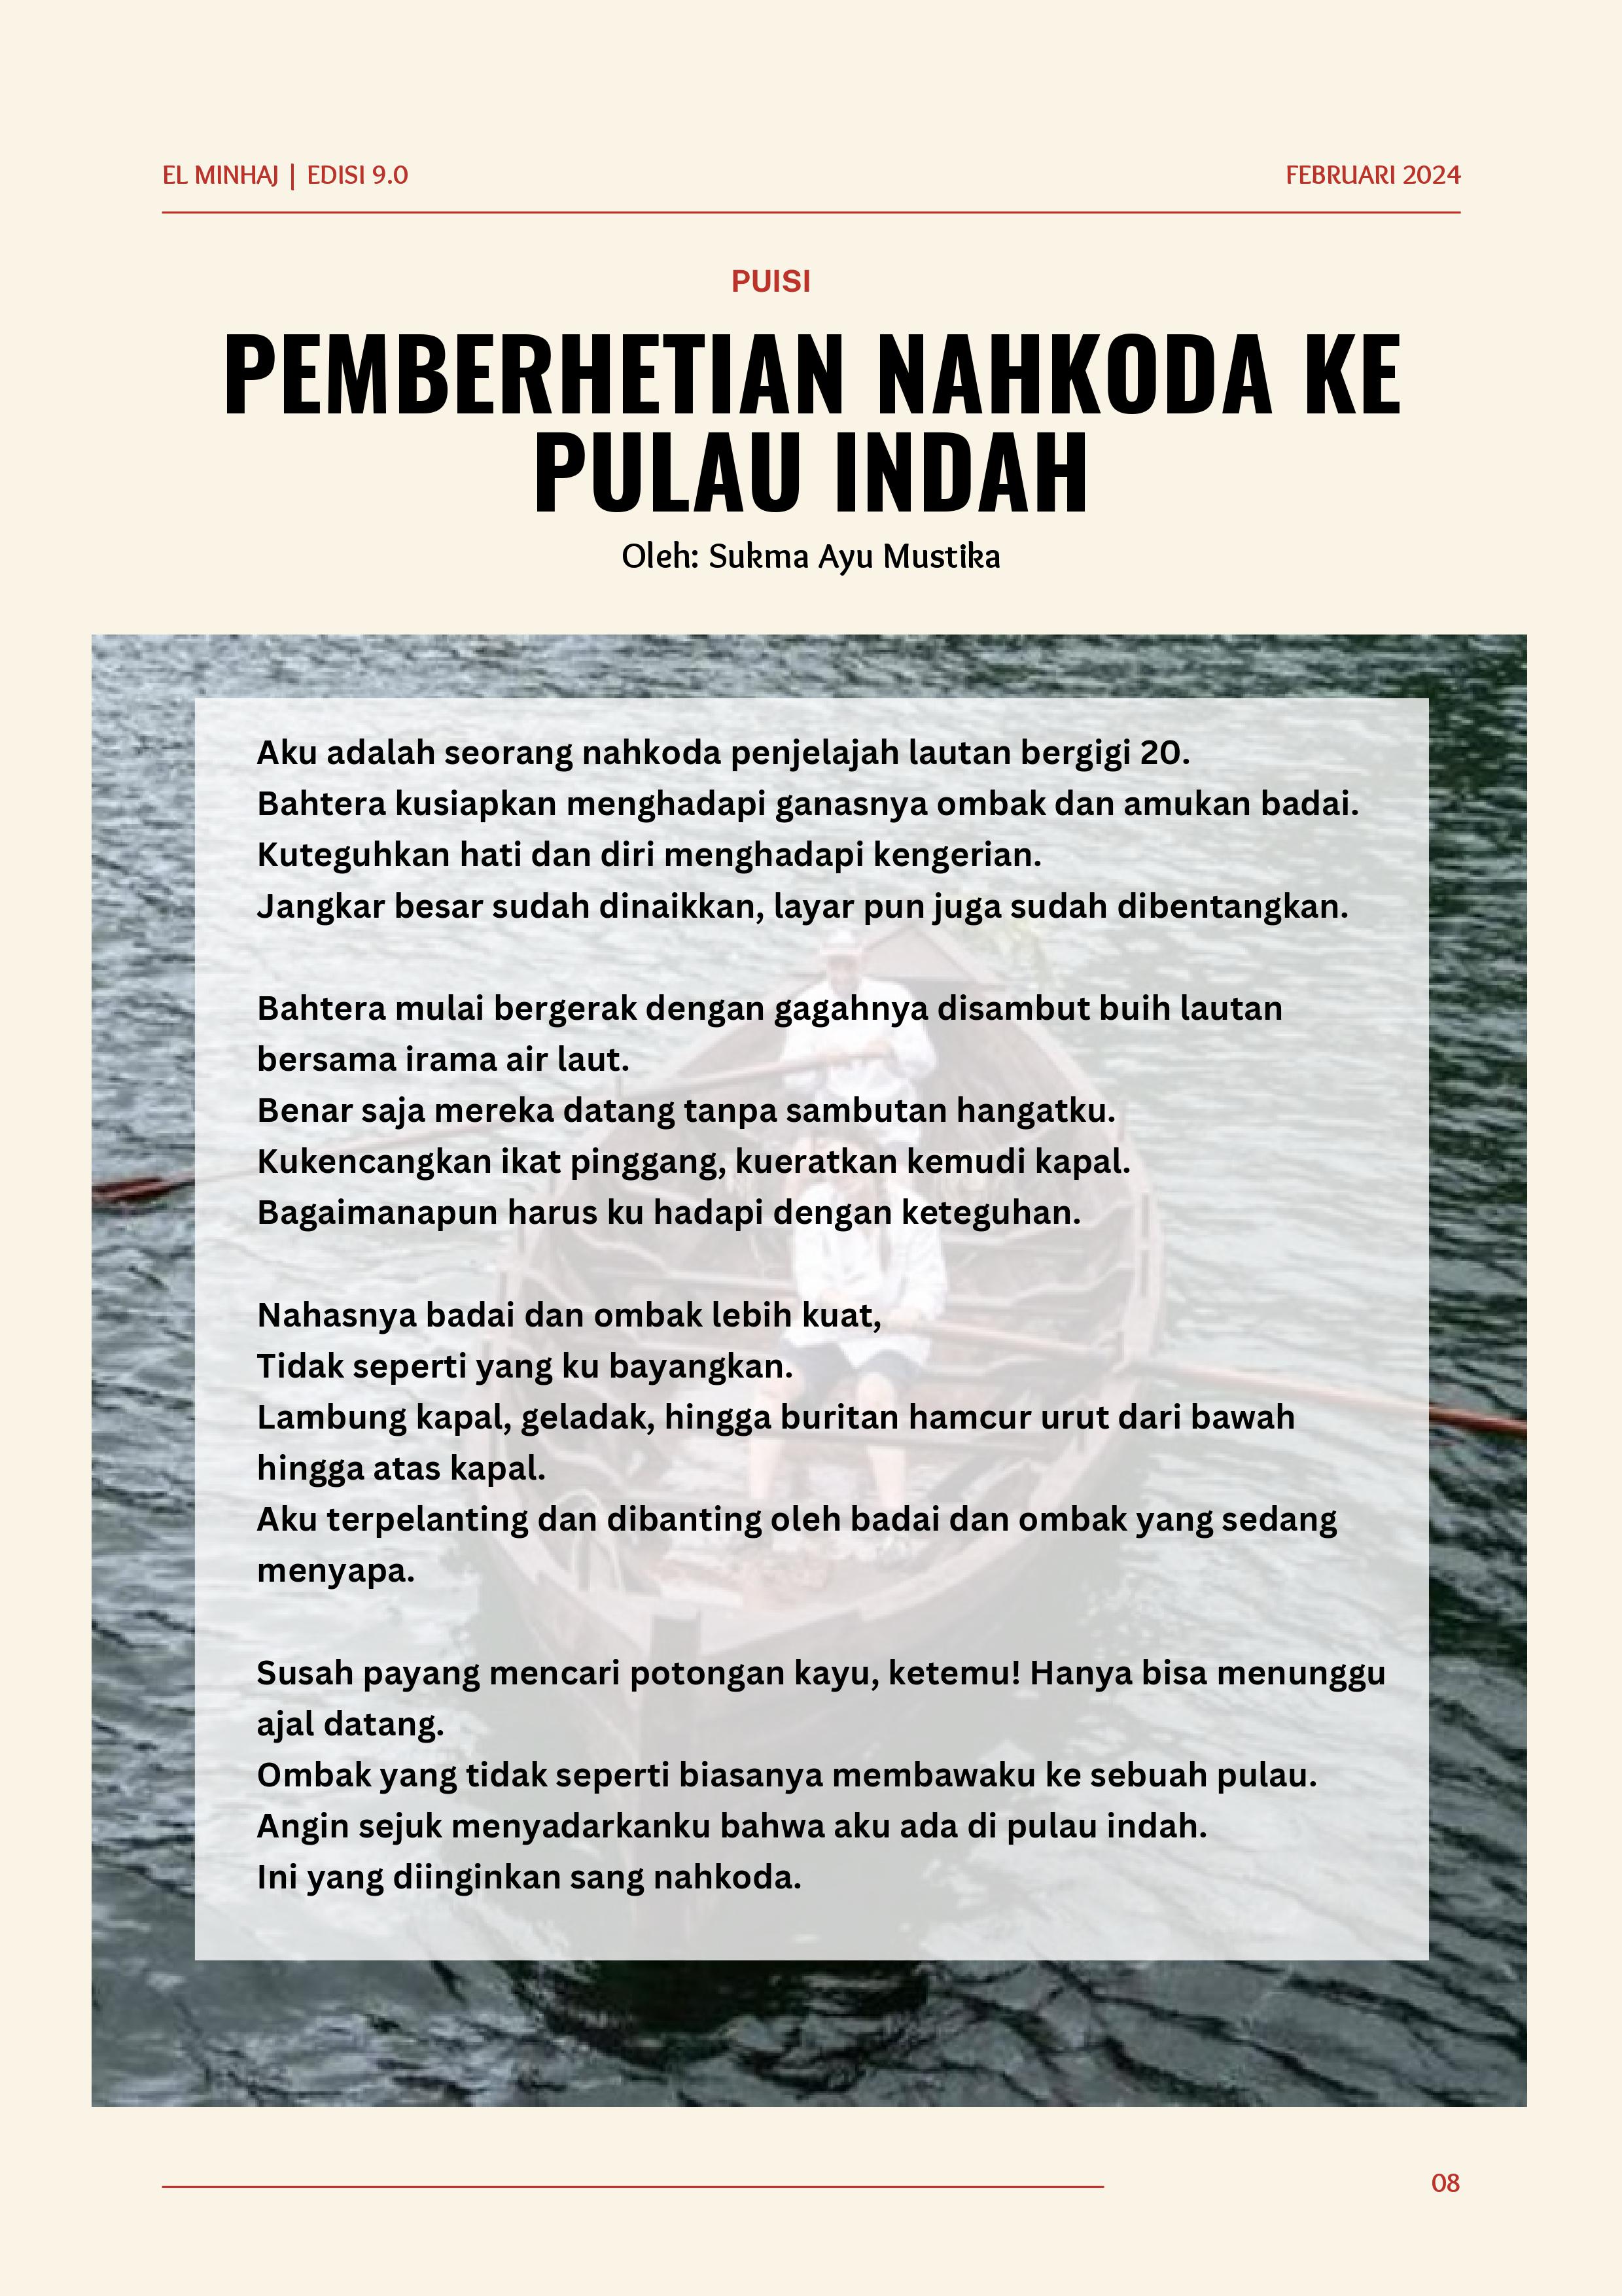 EL MINHAJ | EDISI 9.0
FEBRUARI 2024
PUISI
PEMBERHETIAN NAHKODA KE
PULAU INDAH
Oleh: Sukma Ayu Mustika
Aku adalah seorang nahkoda penjelajah lautan bergigi 20.
Bahtera kusiapkan menghadapi ganasnya ombak dan amukan badai.
Kuteguhkan hati dan diri menghadapi kengerian.
Jangkar besar sudah dinaikkan, layar pun juga sudah dibentangkan.
Bahtera mulai bergerak dengan gagahnya disambut buih lautan
bersama irama air laut.
Benar saja mereka datang tanpa sambutan hangatku.
Kukencangkan ikat pinggang, kueratkan kemudi kapal.
Bagaimanapun harus ku hadapi dengan keteguhan.
Nahasnya badai dan ombak lebih kuat,
Tidak seperti yang ku bayangkan.
Lambung kapal, geladak, hingga buritan hamcur urut dari bawah
hingga atas kapal.
Aku terpelanting dan dibanting oleh badai dan ombak yang sedang
menyapa.
Susah payang mencari potongan kayu, ketemu! Hanya bisa menunggu
ajal datang.
Ombak yang tidak seperti biasanya membawaku ke sebuah pulau.
Angin sejuk menyadarkanku bahwa aku ada di pulau indah.
Ini yang diinginkan sang nahkoda.
08